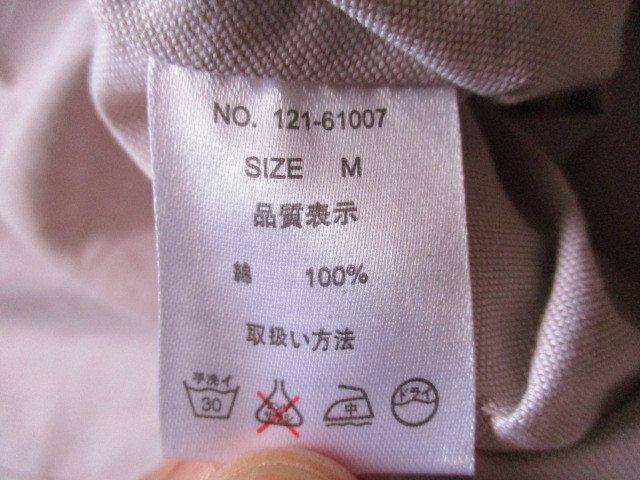 NO. 121-61007
SIZE M
品質表示
綿 100%
取扱い方法
手洗イ 30 中 ドライ